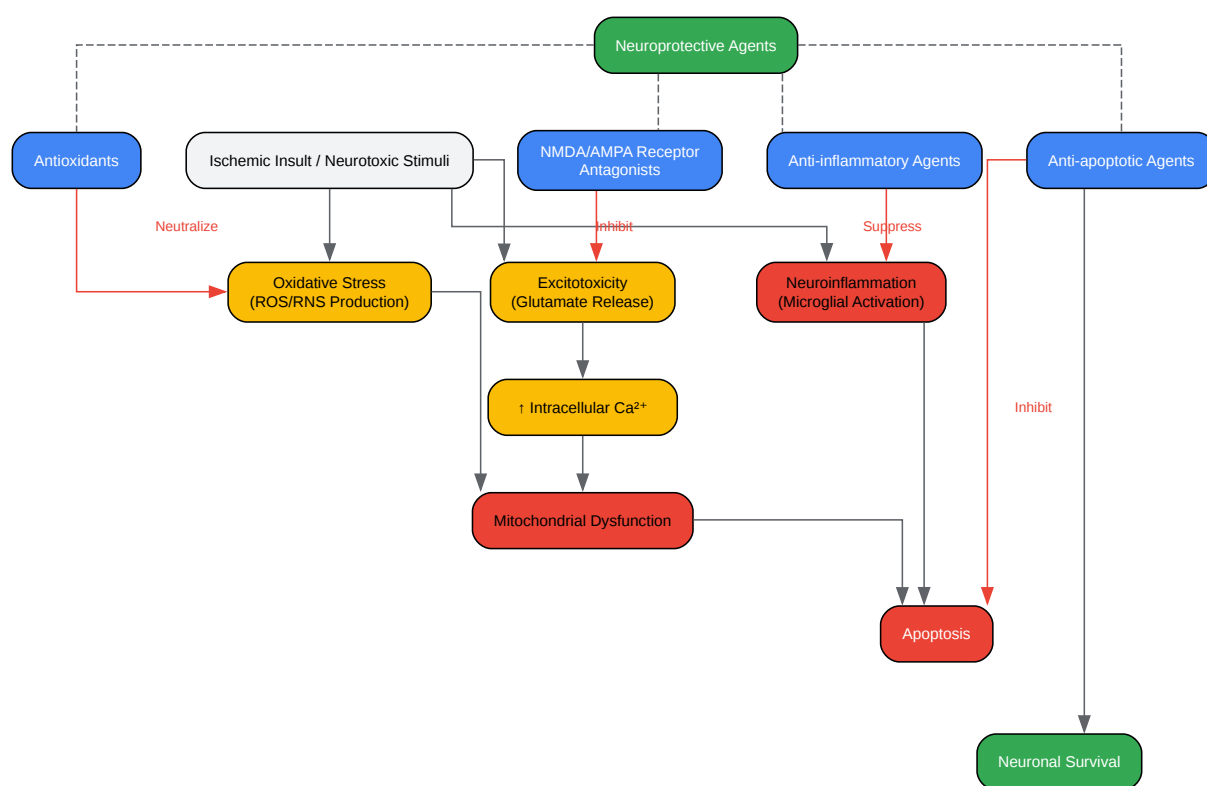 Neuroprotective Agents
Antioxidants
Ischemic Insult / Neurotoxic Stimuli
NMDA/AMPA Receptor
Antagonists
Anti-inflammatory Agents
Anti-apoptotic Agents
Neutralize
Inhibit
Suppress
Oxidative Stress
(ROS/RNS Production)
Excitotoxicity
(Glutamate Release)
Neuroinflammation
(Microglial Activation)
↑ Intracellular Ca²⁺
Inhibit
Mitochondrial Dysfunction
Apoptosis
Neuronal Survival